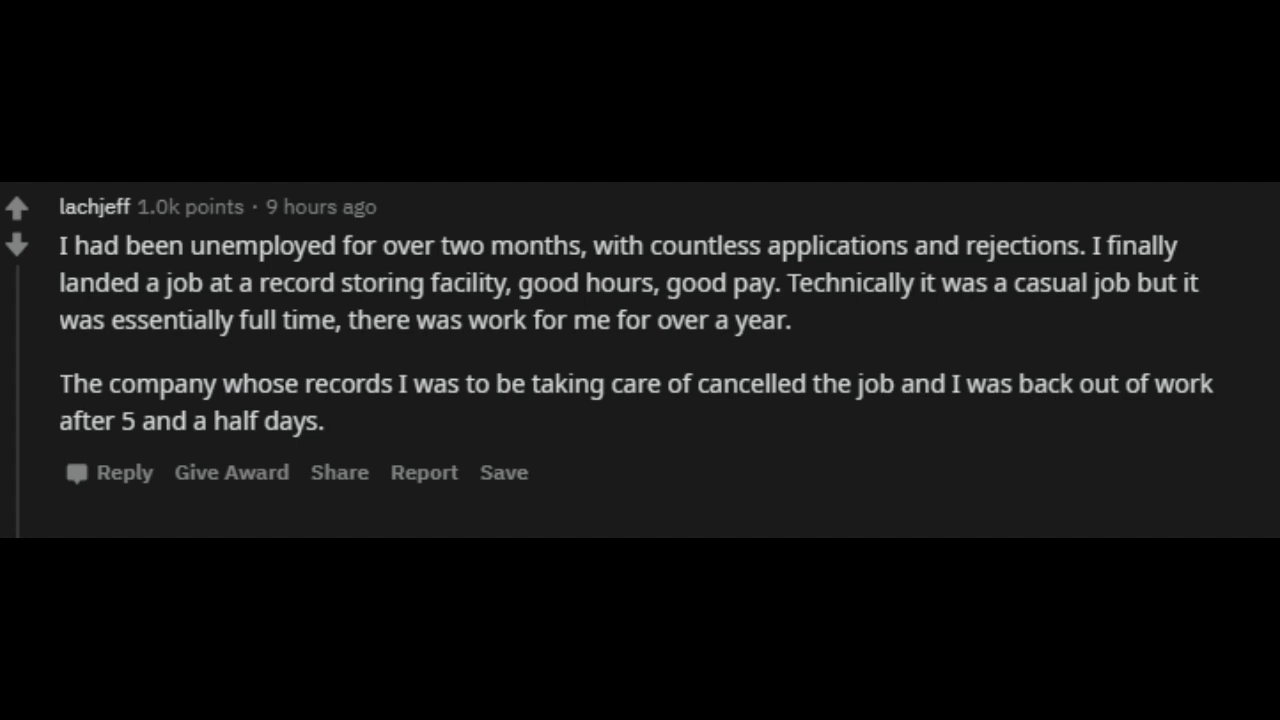 lachjeff 1.0k points · 9 hours ago
I had been unemployed for over two months, with countless applications and rejections. I finally
landed a job at a record storing facility, good hours, good pay. Technically it was a casual job but it
was essentially full time, there was work for me for over a year.
The company whose records I was to be taking care of cancelled the job and I was back out of work
after 5 and a half days.
Reply Give Award Share Report Save